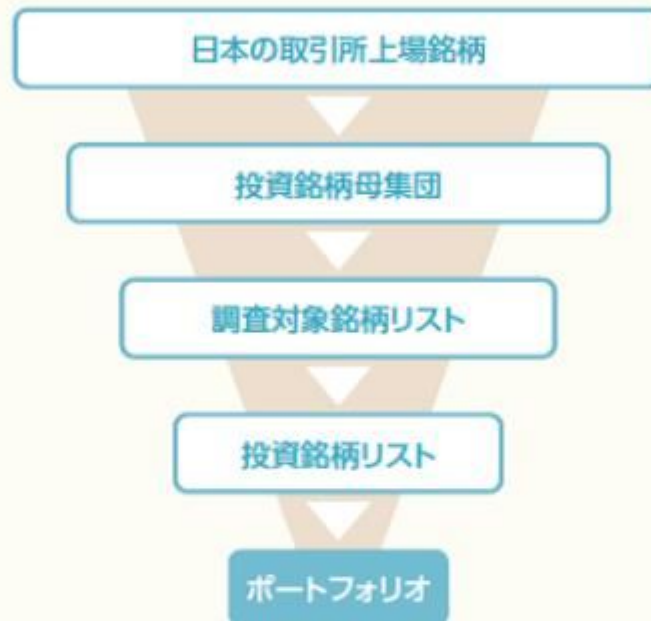 日本の取引所上場銘柄
投資銘柄母集団
調査対象銘柄リスト
投資銘柄リスト
ポートフォリオ